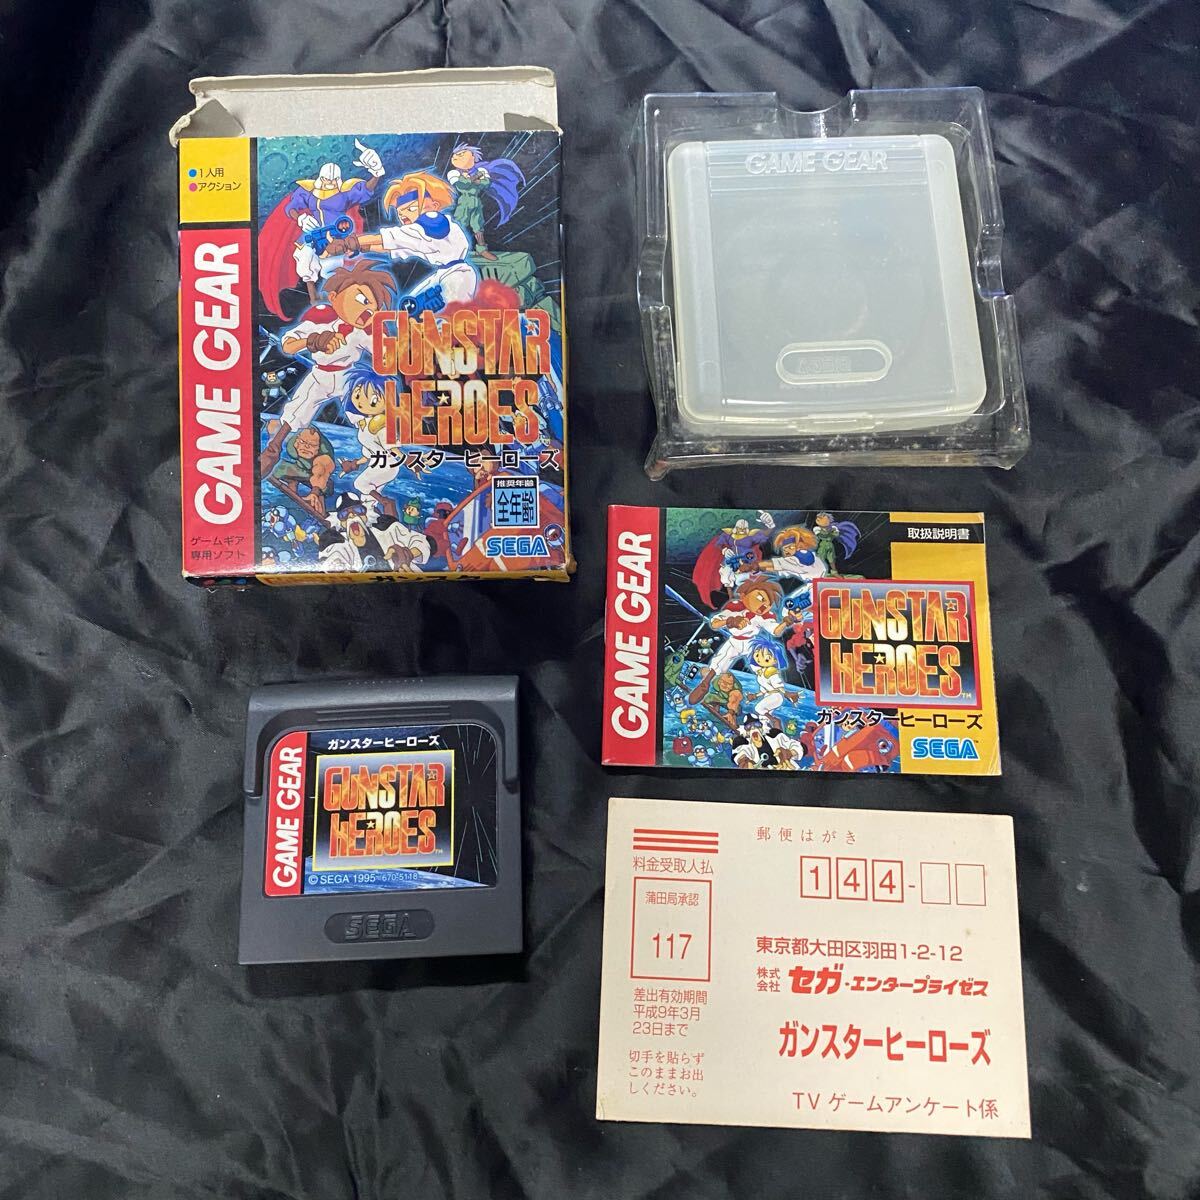 ●1人用
●アクション
GAME GEAR
GUNSTAR
HEROES
ガンスターヒーローズ
推奨年齢
全年齢
SEGA
ゲームギア
専用ソフト
GAME GEAR
SEGA
GAME GEAR
取扱説明書
GUNSTAR
HEROES
TM
ガンスターヒーローズ
SEGA
GAME GEAR
ガンスターヒーローズ
GUNSTAR
HEROES
TM
© SEGA 1995 670-5118
SEGA
料金受取人払
蒲田局承認
117
差出有効期間
平成9年3月
23日まで
切手を貼らず
このままお出
しください。
郵便はがき
144-
東京都大田区羽田1-2-12
株式会社 セガ・エンタープライゼス
ガンスターヒーローズ
TV ゲームアンケート係